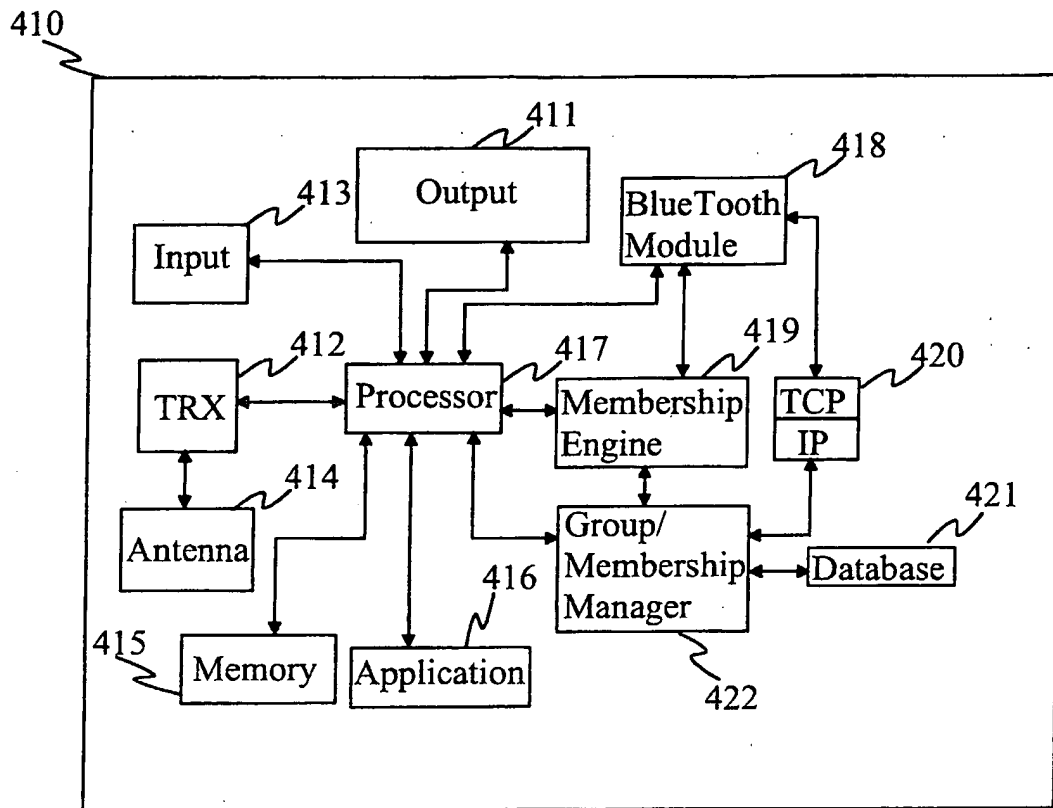 410
411
418
413
Output
BlueTooth
Module
Input
412
417
419
420
TRX
Processor
Membership
Engine
TCP
IP
414
421
Antenna
Group/
Membership
Manager
Database
416
415
Memory
Application
422